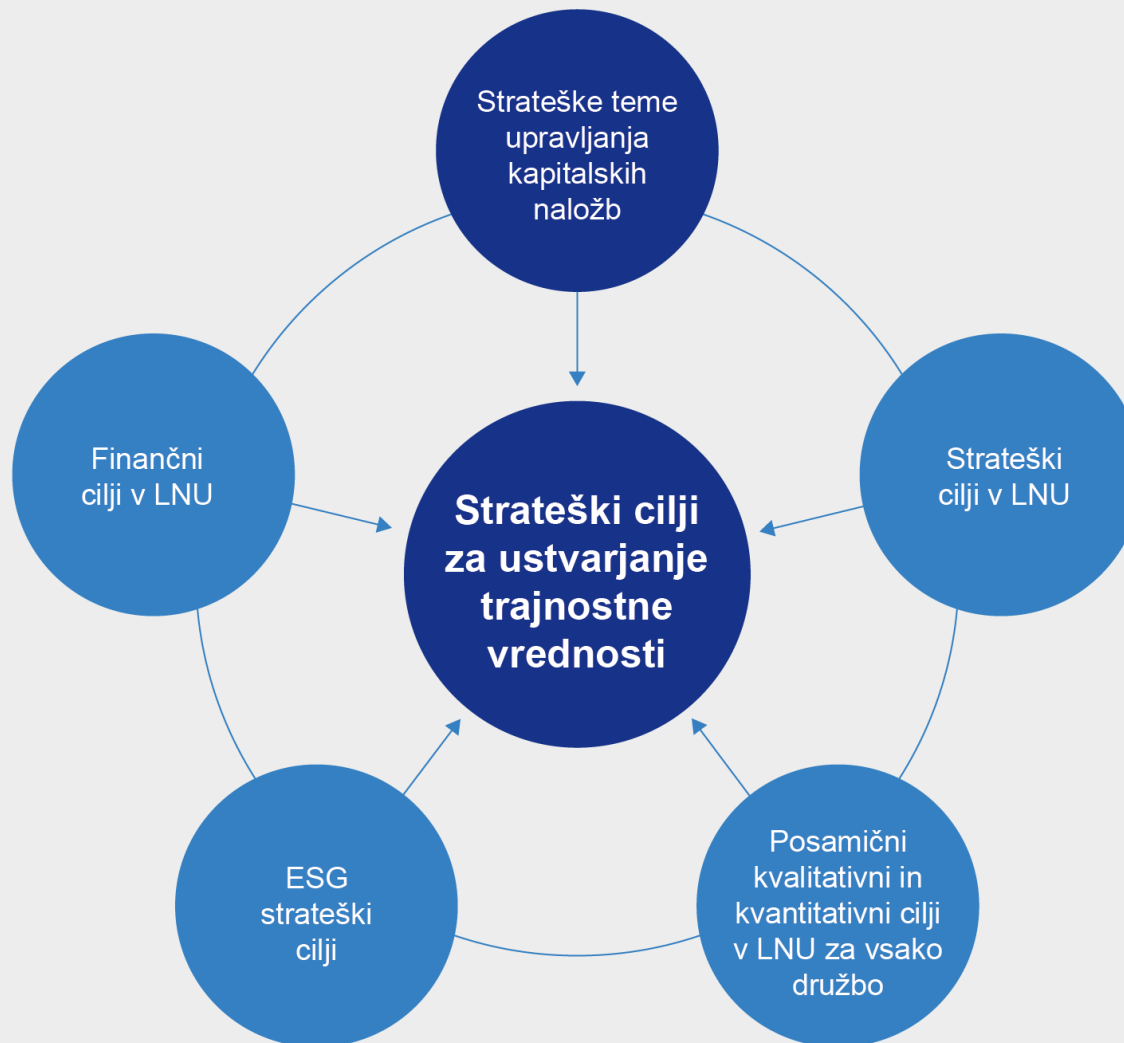 Strateške teme
upravljanja
kapitalskih
naložb
Finančni
cilji v LNU
Strateški
cilji v LNU
Strateški cilji
za ustvarjanje
trajnostne
vrednosti
ESG
strateški
cilji
Posamični
kvalitativni in
kvantitativni cilji
v LNU za vsako
družbo